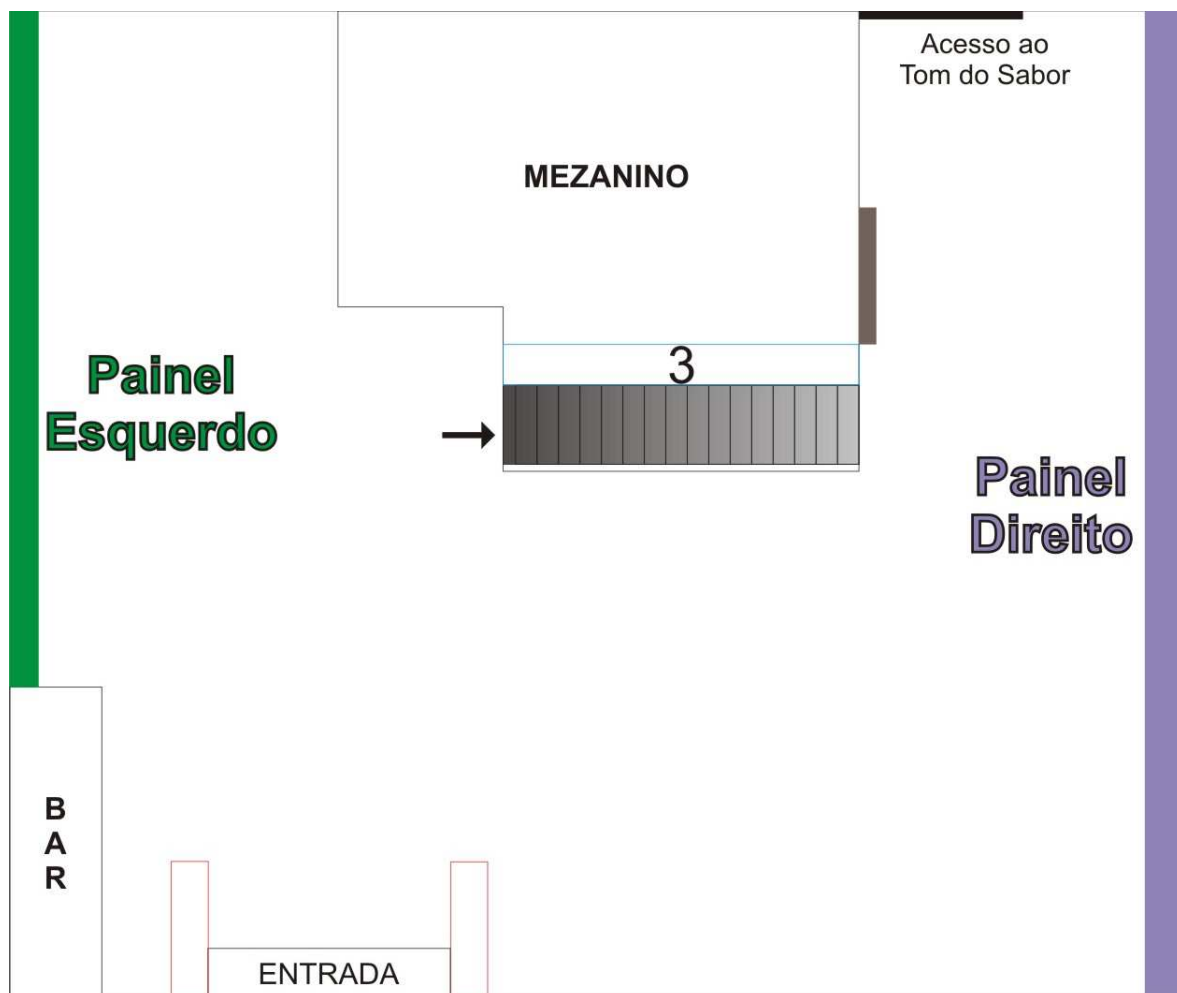 Acesso ao
Tom do Sabor
MEZANINO
3
Painel
Esquerdo
Painel
Direito
B
A
R
ENTRADA